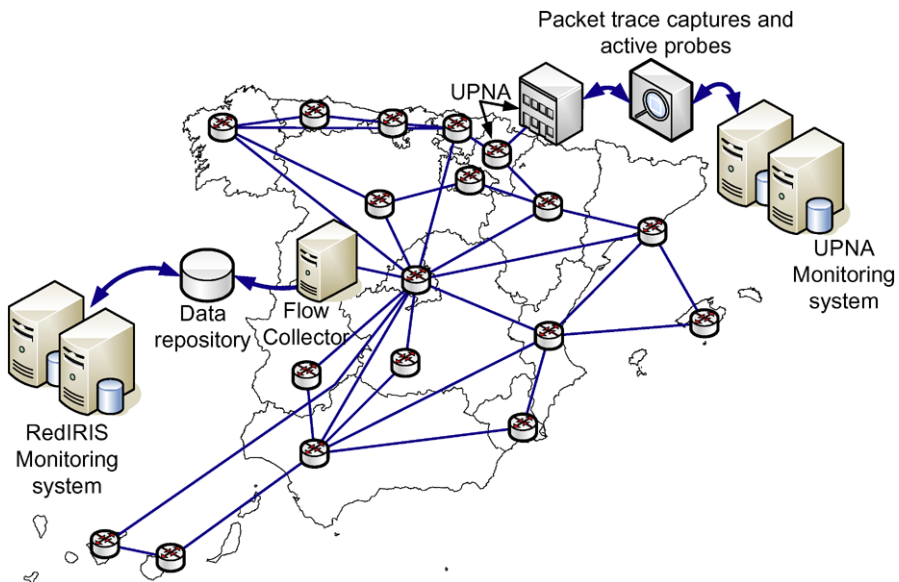 Packet trace captures and
active probes
UPNA
UPNA
Monitoring
system
Data
repository
Flow
Collector
RedIRIS
Monitoring
system